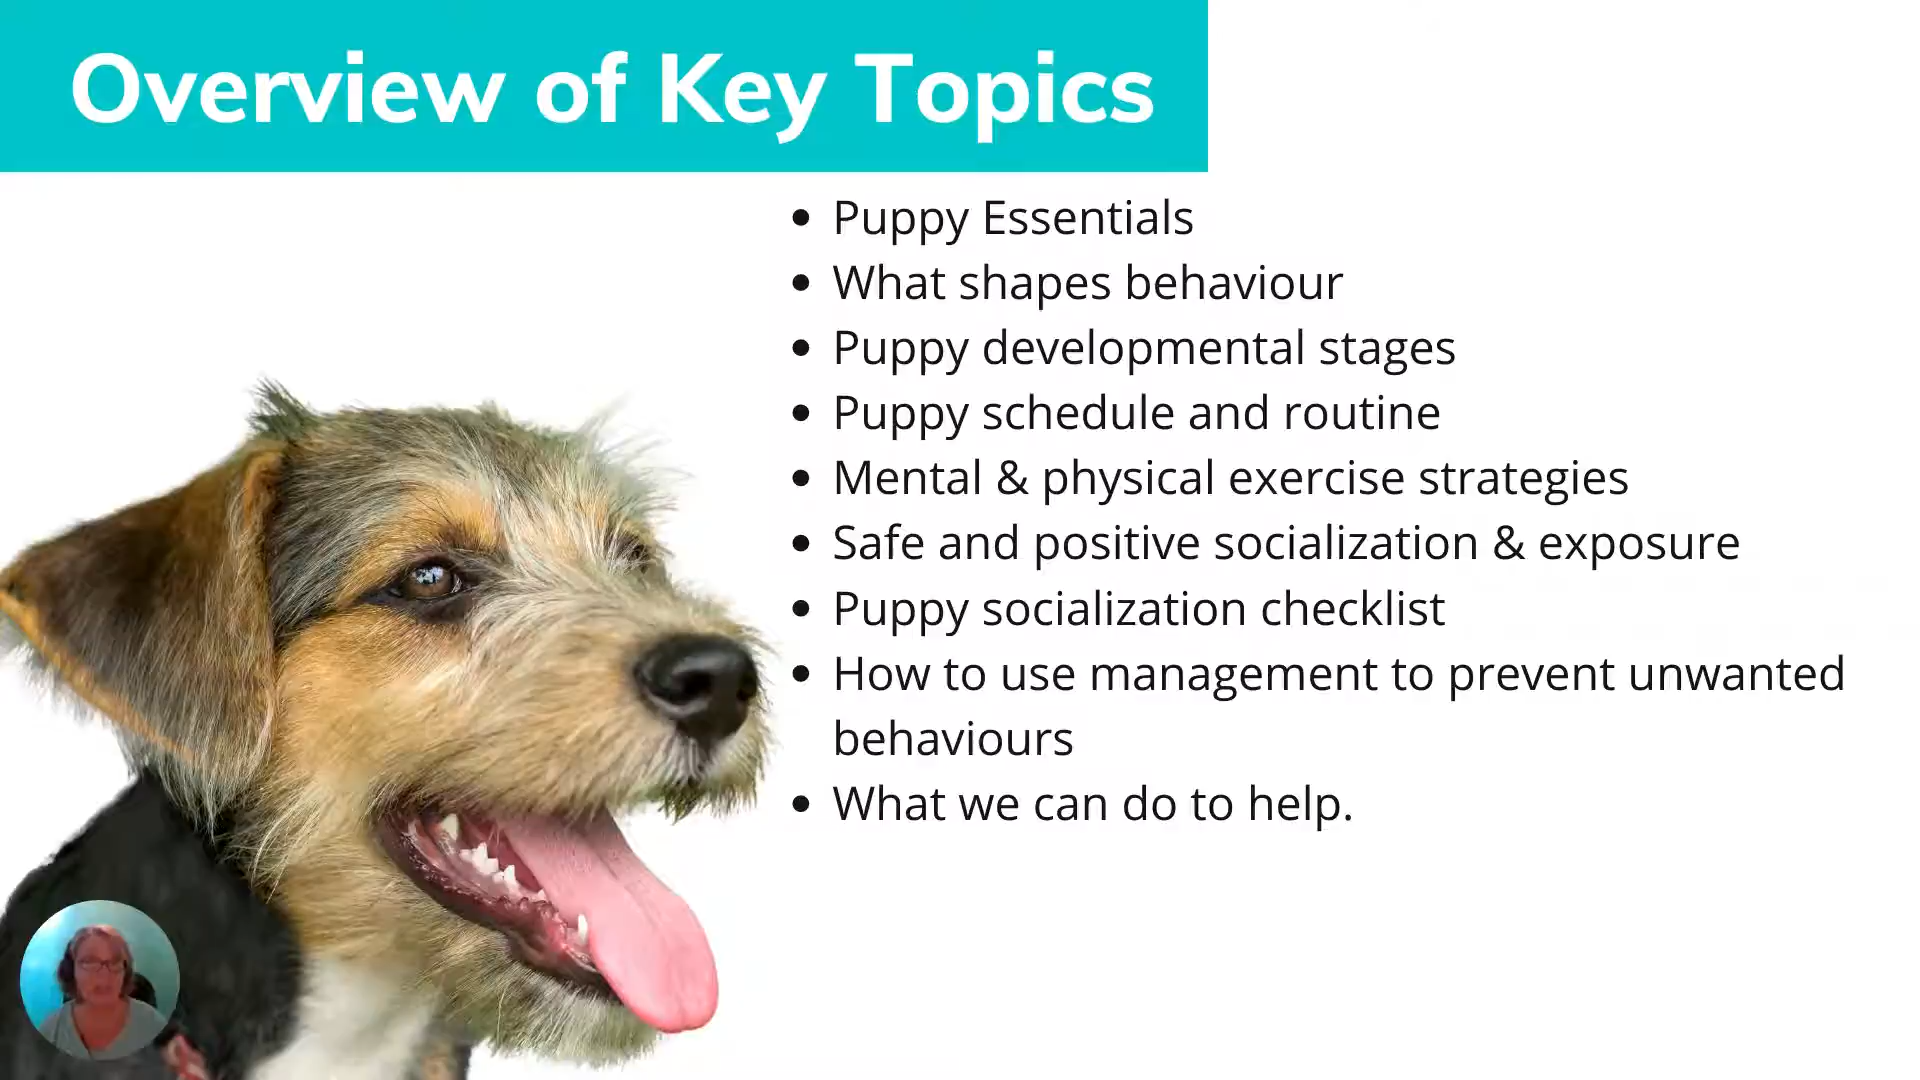 Overview of Key Topics
• Puppy Essentials
• What shapes behaviour
• Puppy developmental stages
• Puppy schedule and routine
• Mental & physical exercise strategies
• Safe and positive socialization & exposure
• Puppy socialization checklist
• How to use management to prevent unwanted
behaviours
• What we can do to help.